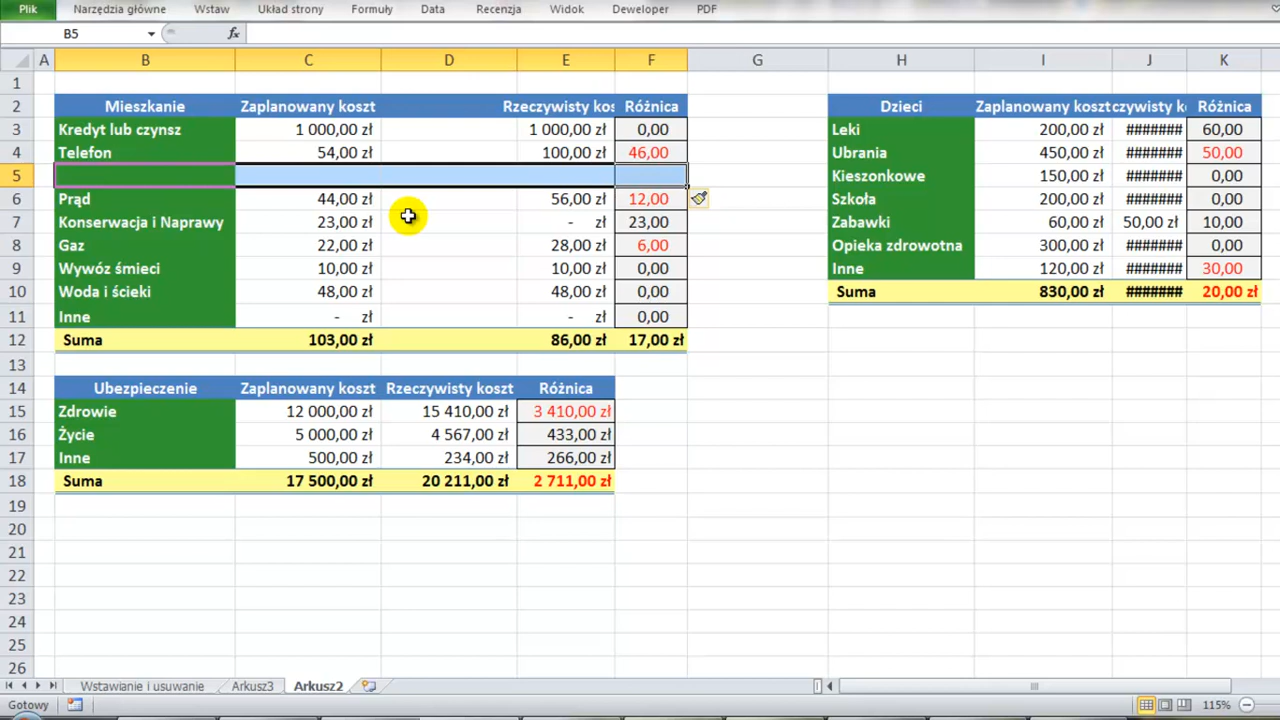 Plik Narzędzia główne Wstaw Układ strony Formuły Data Recenzja Widok Deweloper PDF
B5 fx
A B C D E F G H I J K
1
2 Mieszkanie Zaplanowany koszt Rzeczywisty kos Różnica Dzieci Zaplanowany koszt czywisty k Różnica
3 Kredyt lub czynsz 1 000,00 zł 1 000,00 zł 0,00 Leki 200,00 zł ####### 60,00
4 Telefon 54,00 zł 100,00 zł 46,00 Ubrania 450,00 zł ####### 50,00
5 Kieszonkowe 150,00 zł ####### 0,00
6 Prąd 44,00 zł 56,00 zł 12,00 Szkoła 200,00 zł ####### 0,00
7 Konserwacja i Naprawy 23,00 zł - zł 23,00 Zabawki 60,00 zł 50,00 zł 10,00
8 Gaz 22,00 zł 28,00 zł 6,00 Opieka zdrowotna 300,00 zł ####### 0,00
9 Wywóz śmieci 10,00 zł 10,00 zł 0,00 Inne 120,00 zł ####### 30,00
10 Woda i ścieki 48,00 zł 48,00 zł 0,00 Suma 830,00 zł ####### 20,00 zł
11 Inne - zł - zł 0,00
12 Suma 103,00 zł 86,00 zł 17,00 zł
13
14 Ubezpieczenie Zaplanowany koszt Rzeczywisty koszt Różnica
15 Zdrowie 12 000,00 zł 15 410,00 zł 3 410,00 zł
16 Życie 5 000,00 zł 4 567,00 zł 433,00 zł
17 Inne 500,00 zł 234,00 zł 266,00 zł
18 Suma 17 500,00 zł 20 211,00 zł 2 711,00 zł
19
20
21
22
23
24
25
26
Wstawianie i usuwanie Arkusz3 Arkusz2
Gotowy 115%